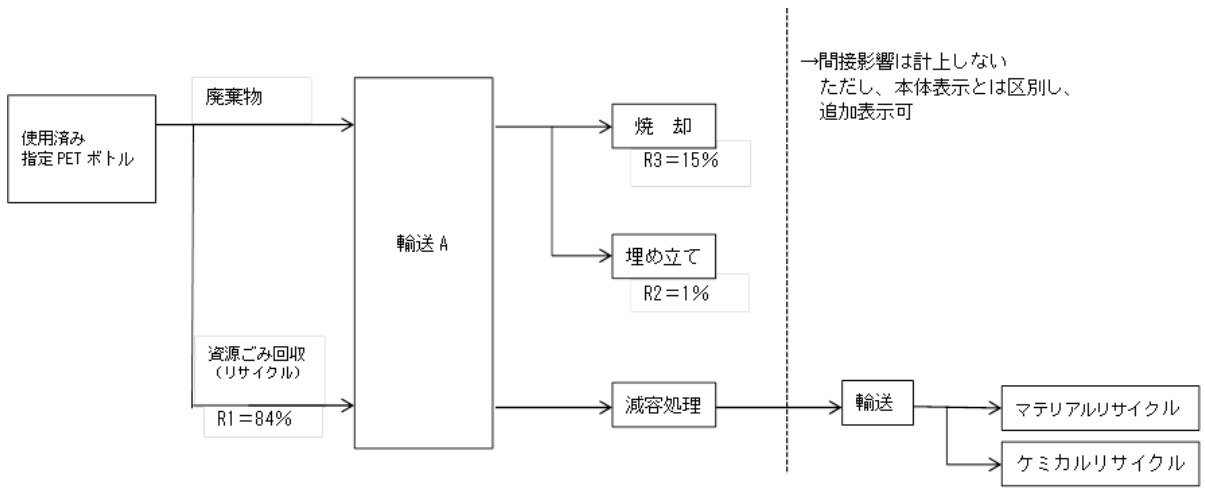 →間接影響は計上しない
ただし、本体表示とは区別し、
追加表示可
廃棄物
使用済み
指定PETボトル
焼　却
R3＝15％
輸送A
埋め立て
R2＝1％
資源ごみ回収
（リサイクル）
R1＝84％
減容処理
輸送
マテリアルリサイクル
ケミカルリサイクル